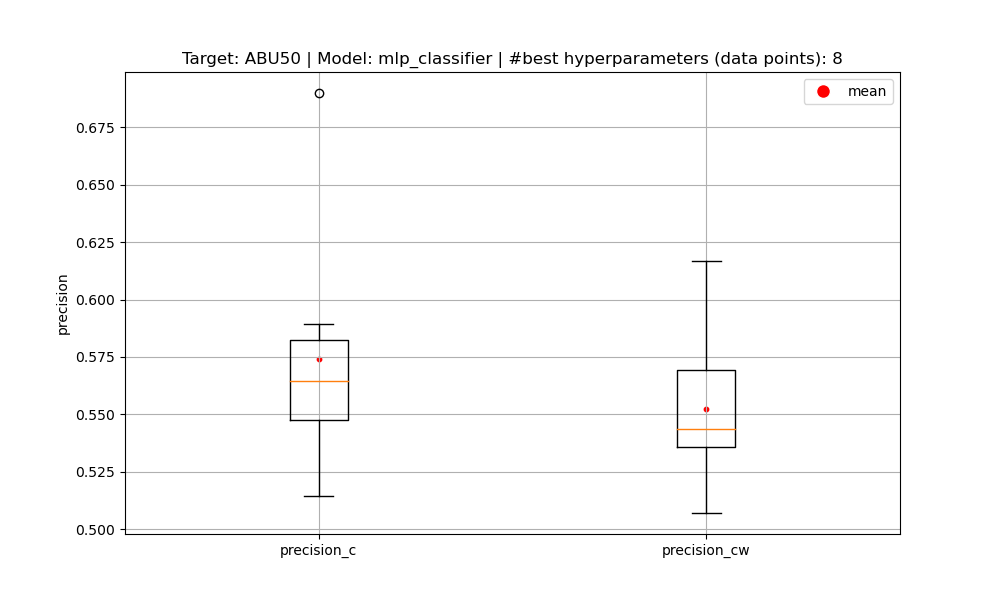 Target: ABU50 | Model: mlp_classifier | #best hyperparameters (data points): 8
mean
0.675
0.650
0.625
0.600
0.575
0.550
0.525
0.500
precision
precision_c
precision_cw